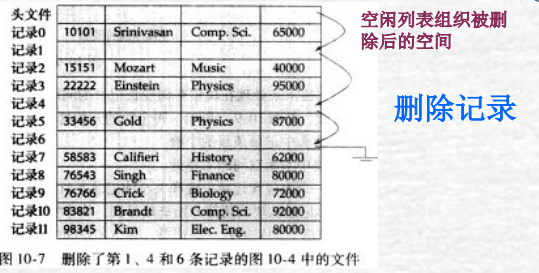 头文件
记录0 10101 Srinivasan Comp. Sci. 65000
记录1
记录2 15151 Mozart Music 40000
记录3 22222 Einstein Physics 95000
记录4
记录5 33456 Gold Physics 87000
记录6
记录7 58583 Califieri History 62000
记录8 76543 Singh Finance 80000
记录9 76766 Crick Biology 72000
记录10 83821 Brandt Comp. Sci. 92000
记录11 98345 Kim Elec. Eng. 80000
图 10-7 删除了第 1、4 和 6 条记录的图 10-4 中的文件
空闲列表组织被删
除后的空间
删除记录